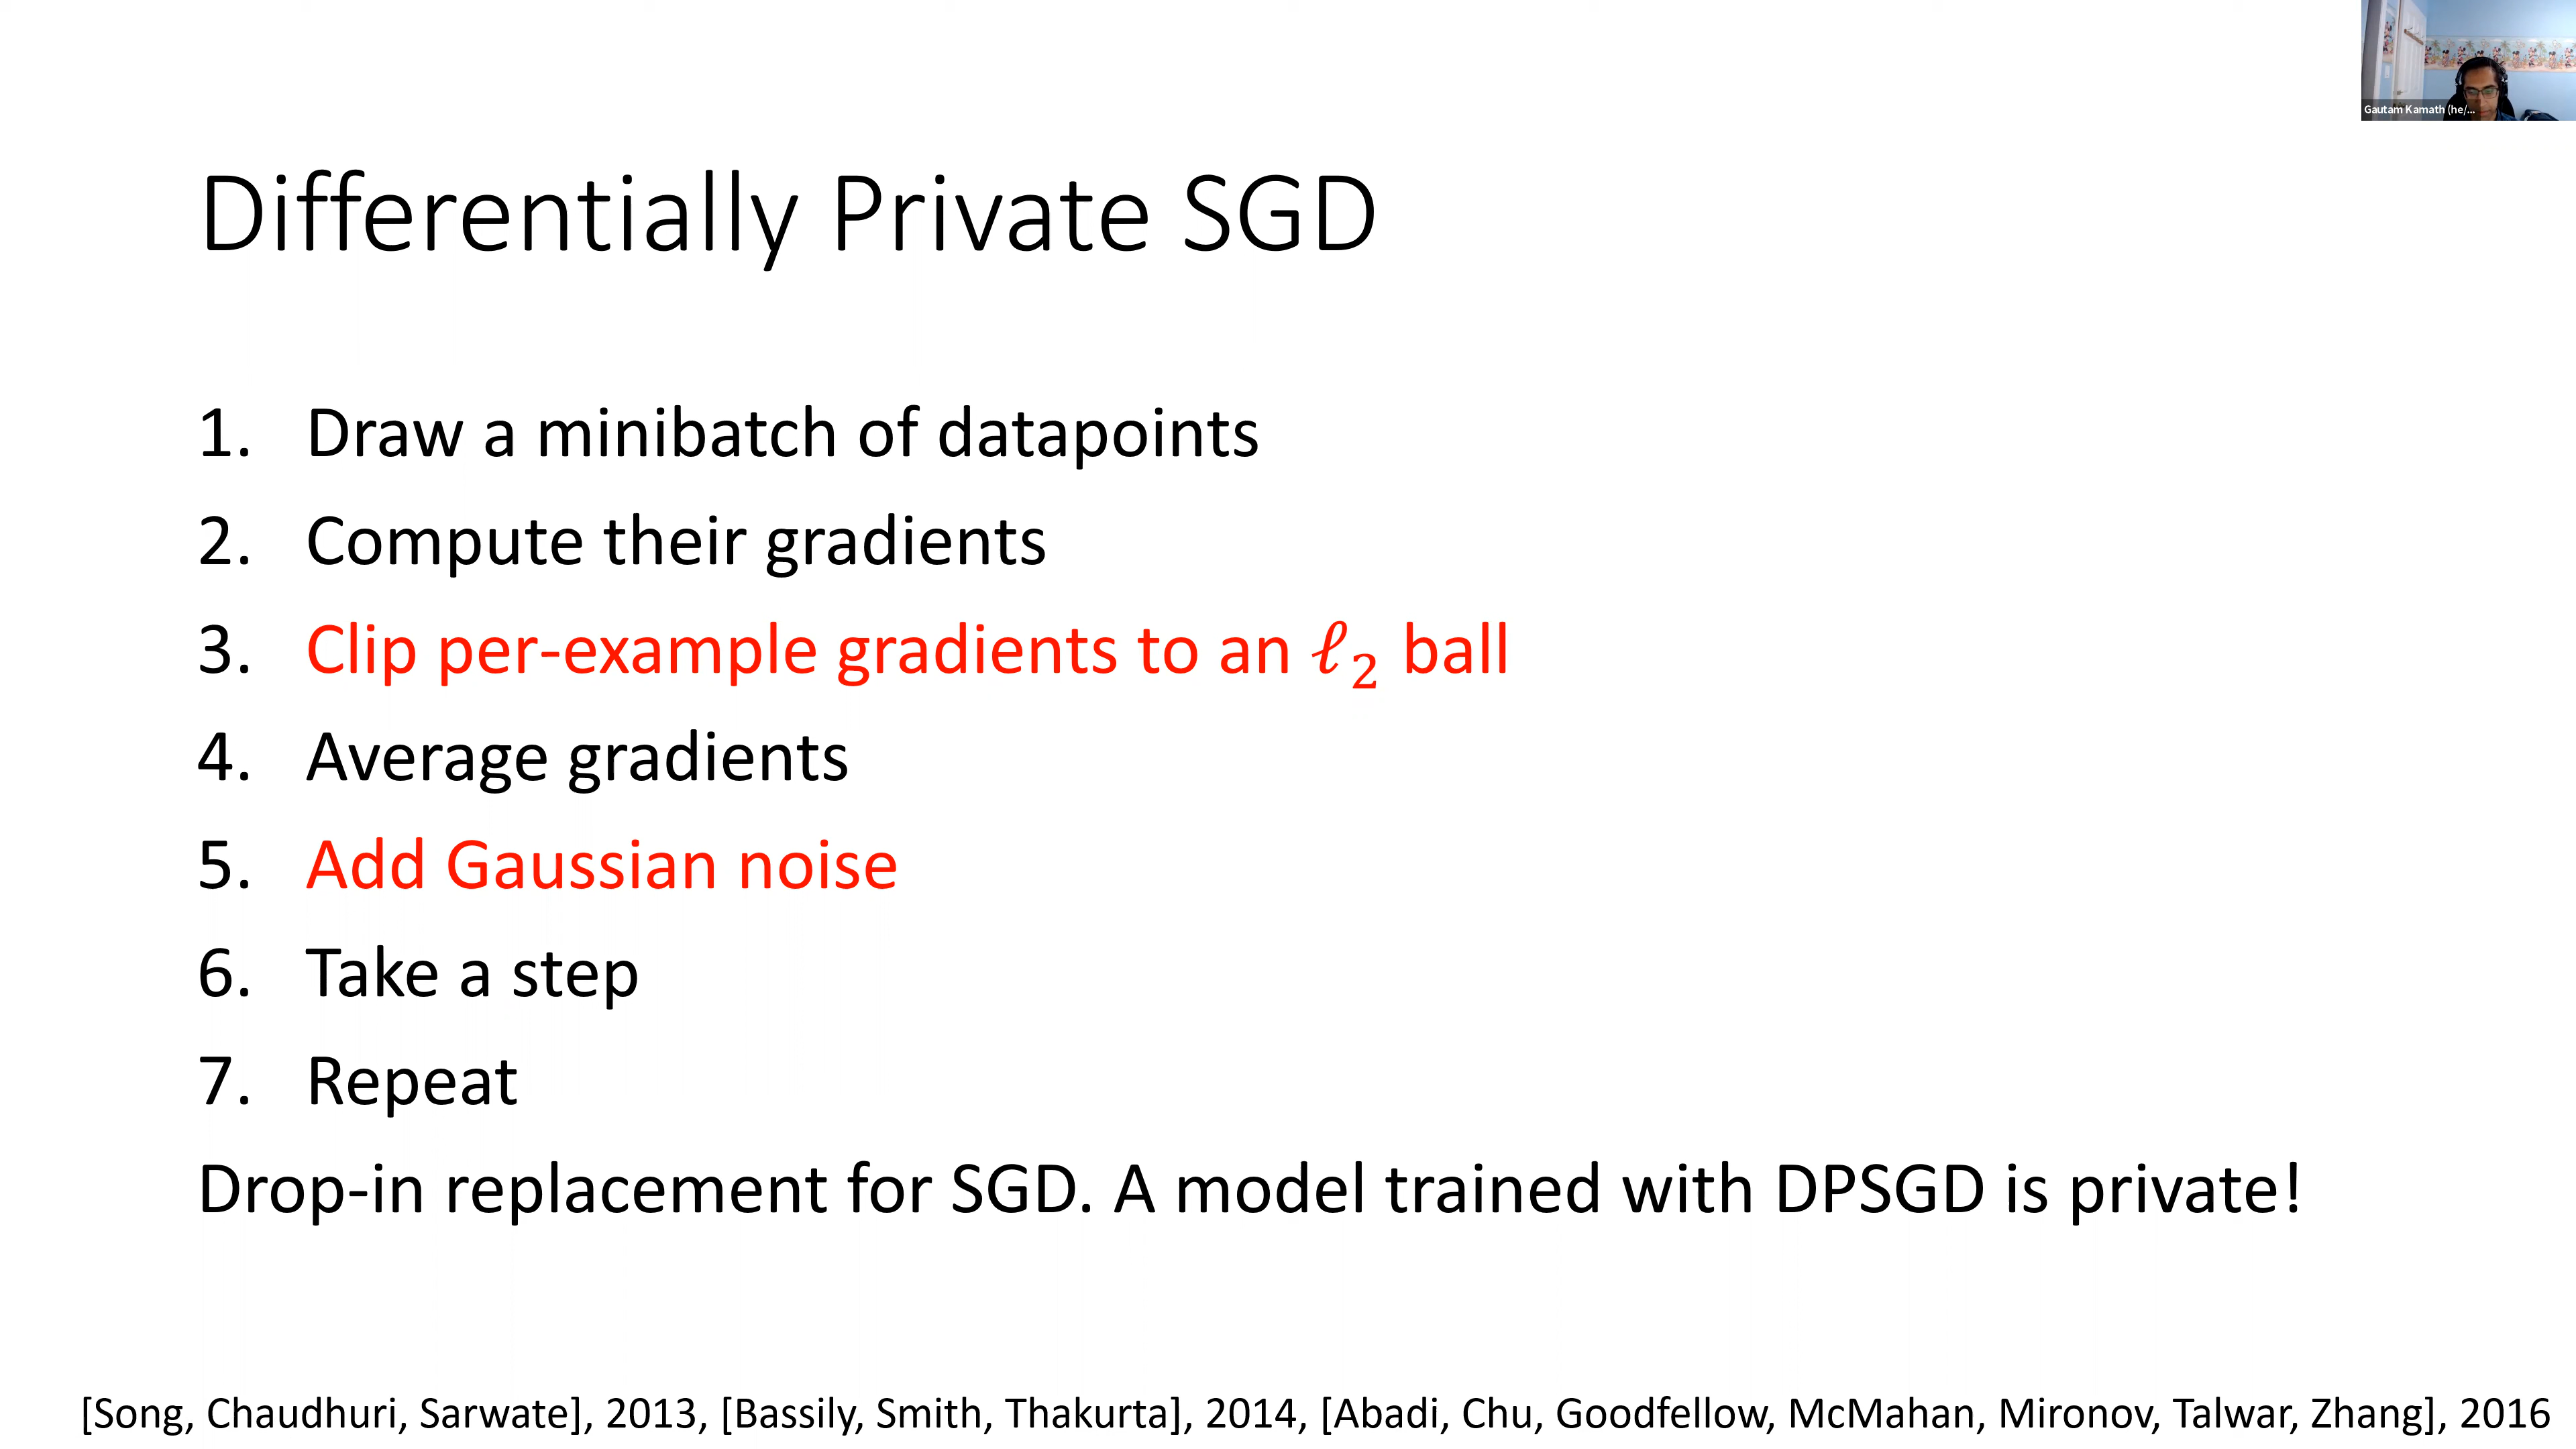 Gautam Kamath (he/...
Differentially Private SGD
1. Draw a minibatch of datapoints
2. Compute their gradients
3. Clip per-example gradients to an ℓ₂ ball
4. Average gradients
5. Add Gaussian noise
6. Take a step
7. Repeat
Drop-in replacement for SGD. A model trained with DPSGD is private!
[Song, Chaudhuri, Sarwate], 2013, [Bassily, Smith, Thakurta], 2014, [Abadi, Chu, Goodfellow, McMahan, Mironov, Talwar, Zhang], 2016